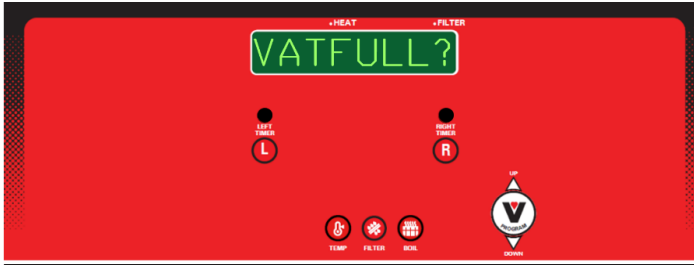 •HEAT •FILTER
VATFULL?
LEFT TIMER
RIGHT TIMER
L R
UP
V
PROGRAM
TEMP FILTER BOIL
DOWN